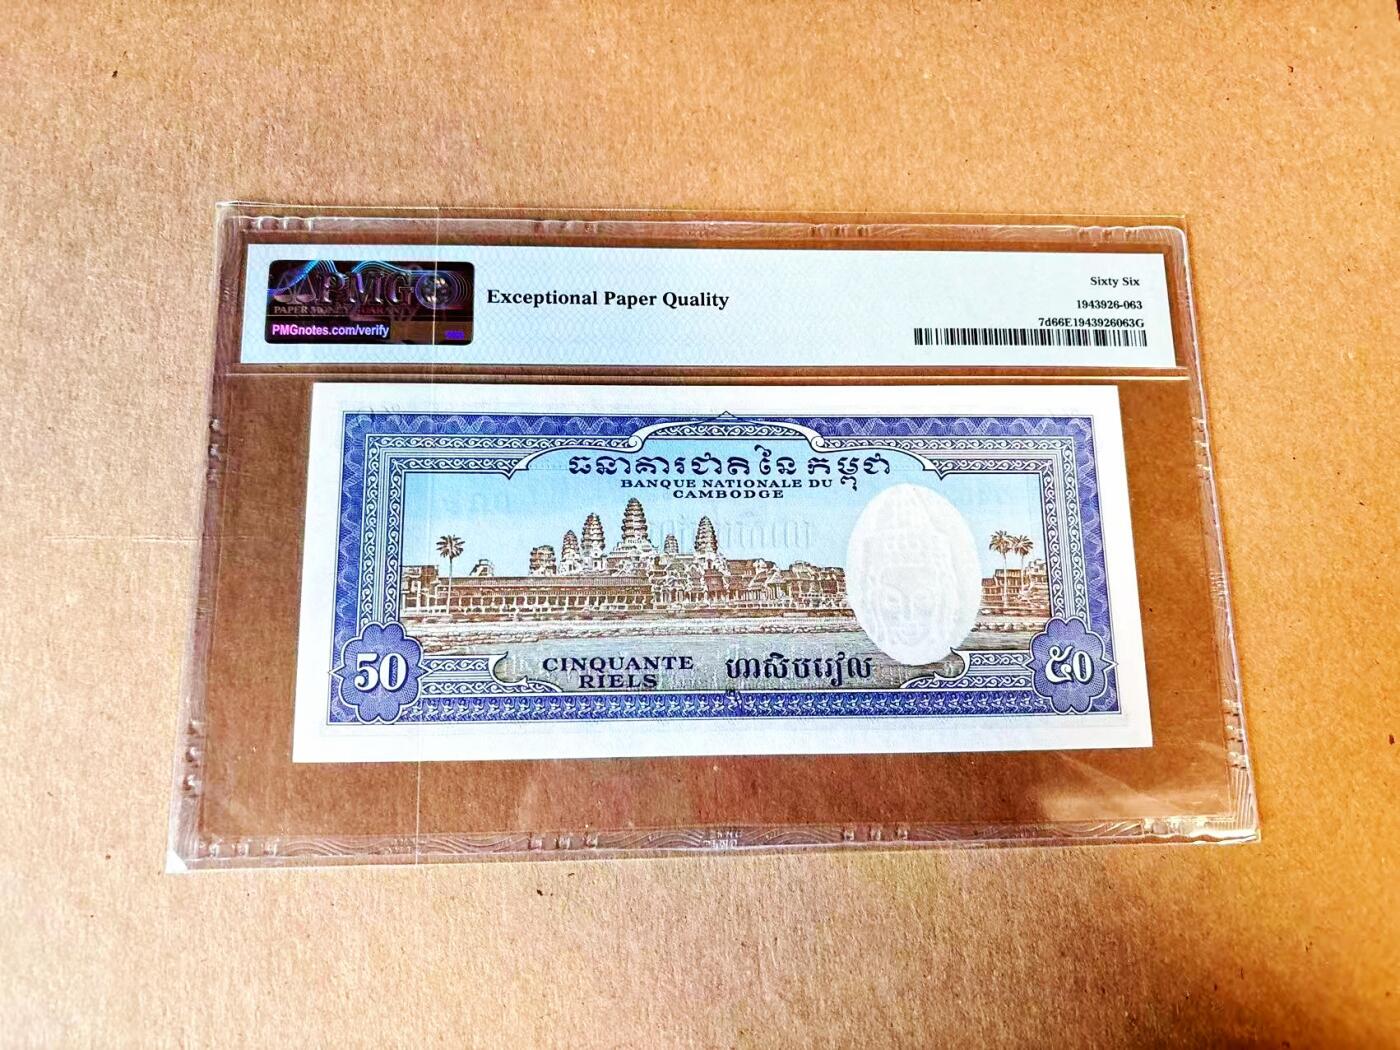 PMG
PAPER MONEY GUARANTY
PMGnotes.com/verify
Exceptional Paper Quality
Sixty Six
1943926-063
7d66E1943926063G
ធនាគារជាតិនៃកម្ពុជា
BANQUE NATIONALE DU
CAMBODGE
50
CINQUANTE
RIELS
ហាសិបរៀល
៥០